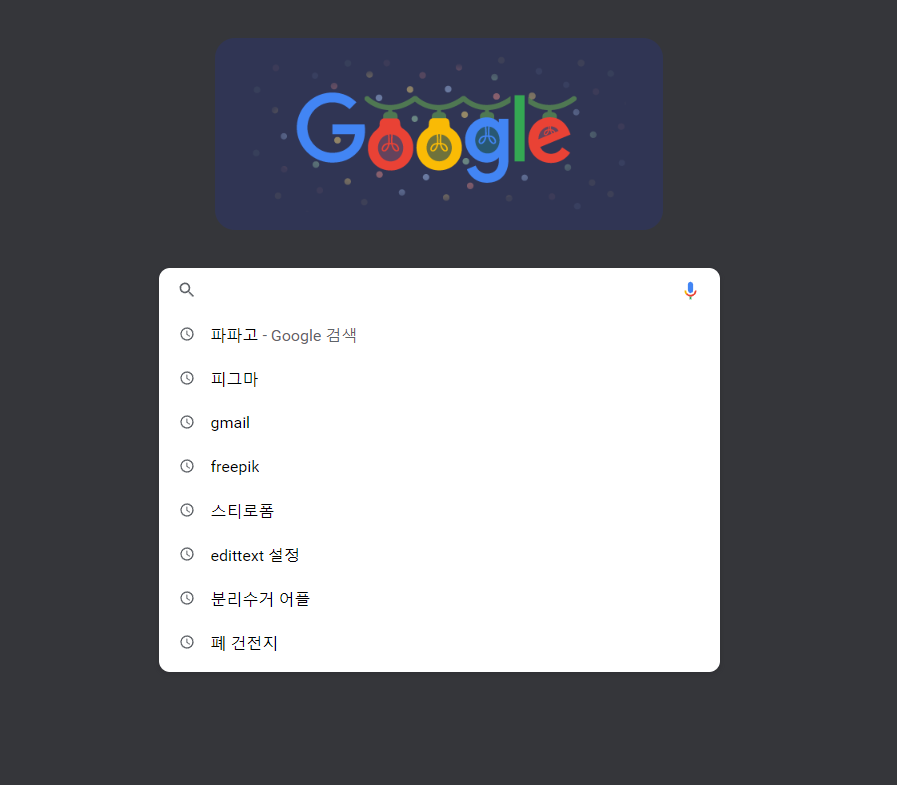 Google
파파고 - Google 검색
피그마
gmail
freepik
스티로폼
edittext 설정
분리수거 어플
폐 건전지